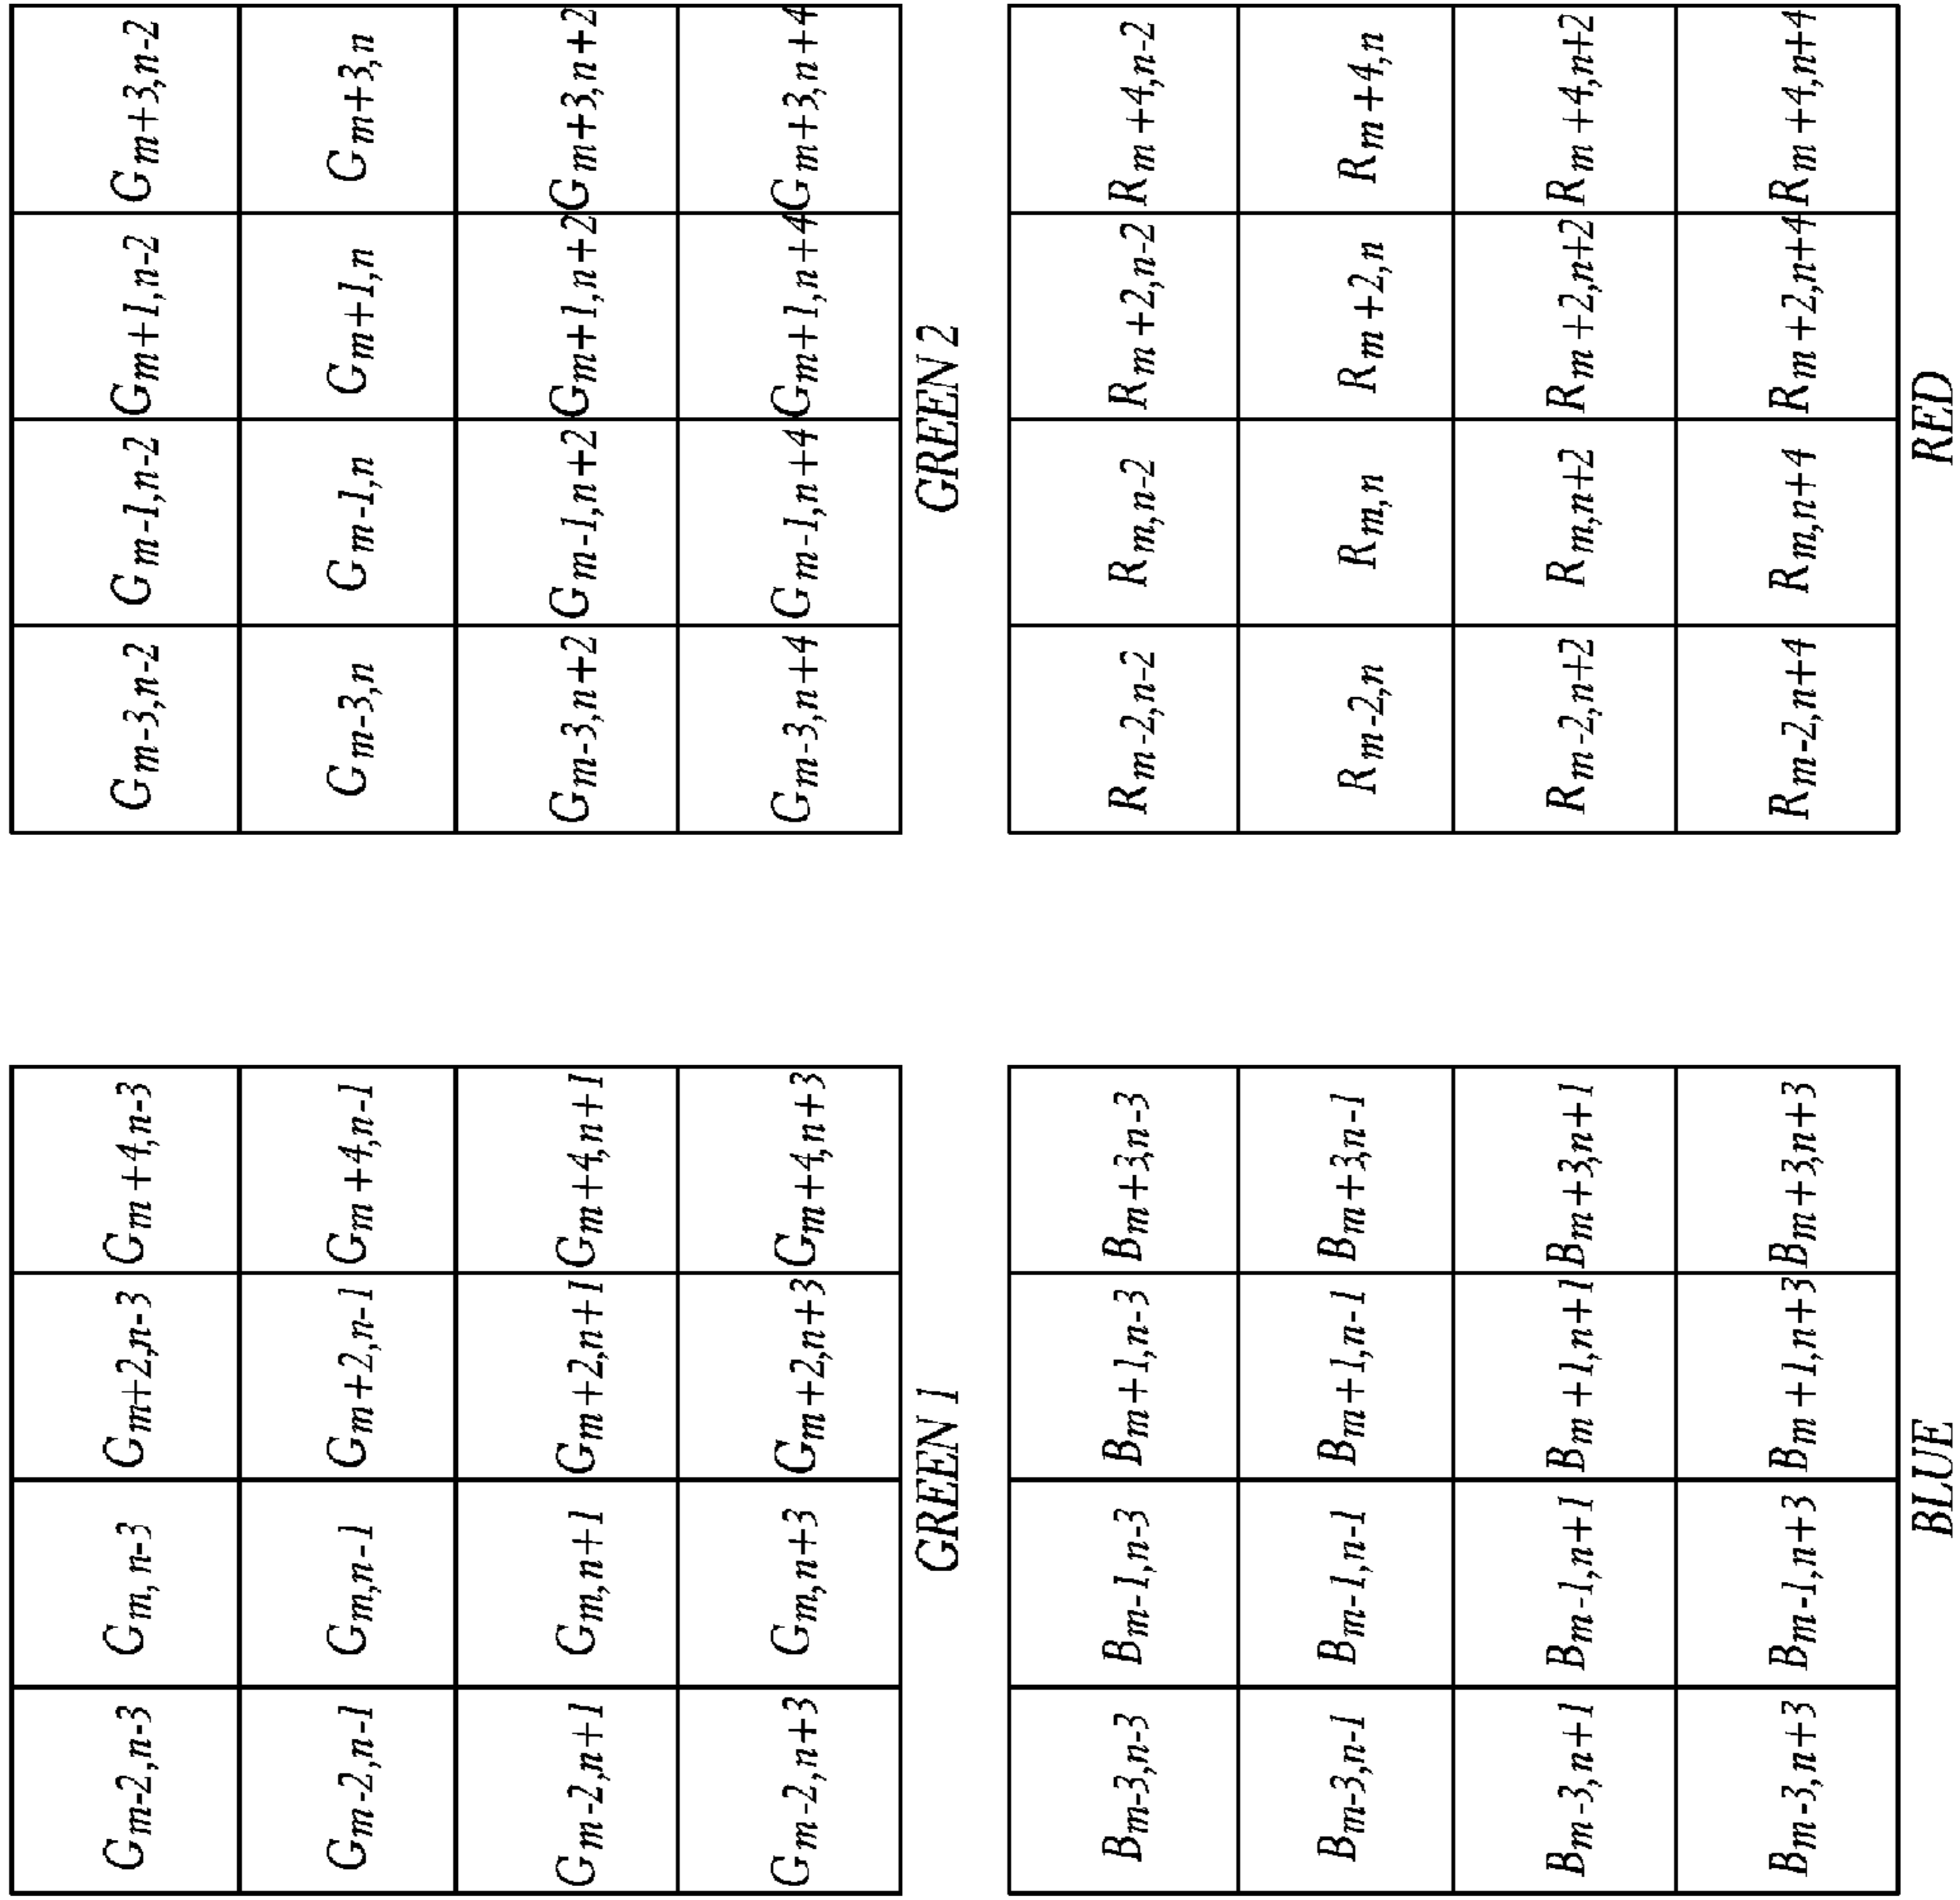 Gm-2,n-3 Gm,n-3 Gm+2,n-3 Gm+4,n-3
Gm-2,n-1 Gm,n-1 Gm+2,n-1 Gm+4,n-1
Gm-2,n+1 Gm,n+1 Gm+2,n+1 Gm+4,n+1
Gm-2,n+3 Gm,n+3 Gm+2,n+3 Gm+4,n+3
GREEN 1
Gm-3,n-2 Gm-1,n-2 Gm+1,n-2 Gm+3,n-2
Gm-3,n Gm-1,n Gm+1,n Gm+3,n
Gm-3,n+2 Gm-1,n+2 Gm+1,n+2 Gm+3,n+2
Gm-3,n+4 Gm-1,n+4 Gm+1,n+4 Gm+3,n+4
GREEN 2
Bm-3,n-3 Bm-1,n-3 Bm+1,n-3 Bm+3,n-3
Bm-3,n-1 Bm-1,n-1 Bm+1,n-1 Bm+3,n-1
Bm-3,n+1 Bm-1,n+1 Bm+1,n+1 Bm+3,n+1
Bm-3,n+3 Bm-1,n+3 Bm+1,n+3 Bm+3,n+3
BLUE
Rm-2,n-2 Rm,n-2 Rm+2,n-2 Rm+4,n-2
Rm-2,n Rm,n Rm+2,n Rm+4,n
Rm-2,n+2 Rm,n+2 Rm+2,n+2 Rm+4,n+2
Rm-2,n+4 Rm,n+4 Rm+2,n+4 Rm+4,n+4
RED